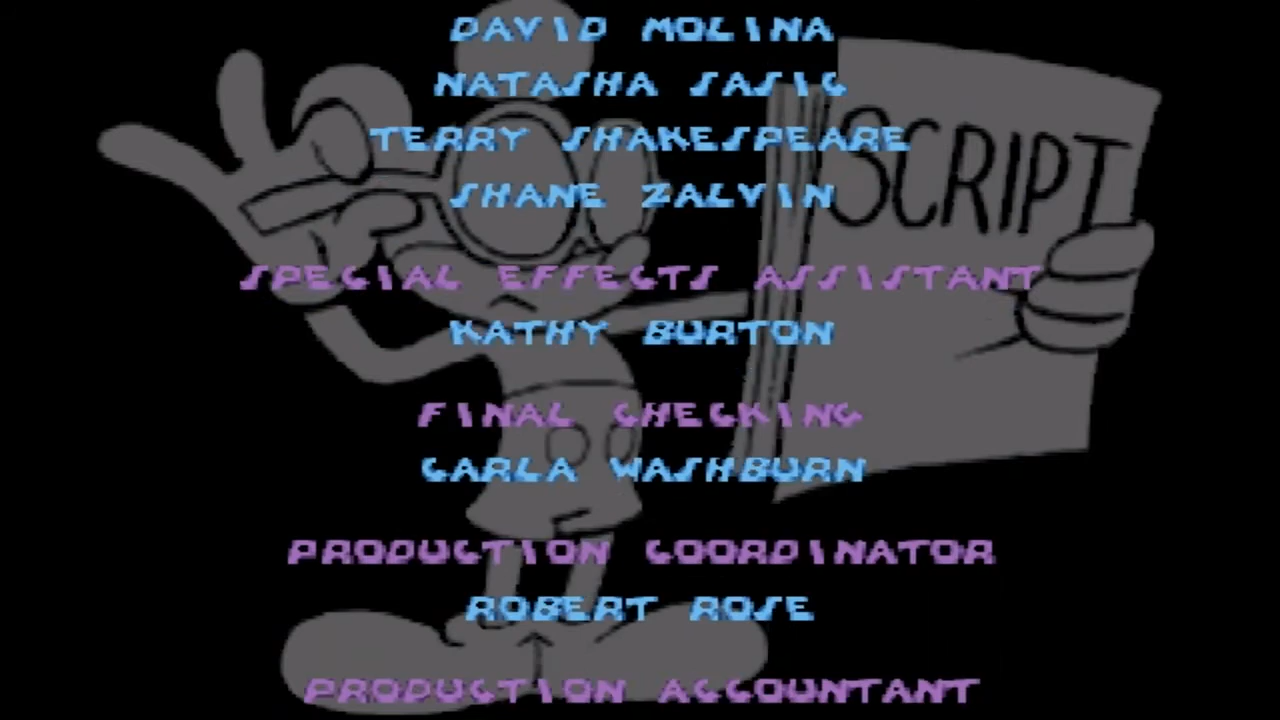 DAVID MOLINA
NATASHA SASIC
TERRY SHAKESPEARE
SHANE ZALVIN
SCRIPT
SPECIAL EFFECTS ASSISTANT
KATHY BURTON
FINAL CHECKING
CARLA WASHBURN
PRODUCTION COORDINATOR
ROBERT ROSE
PRODUCTION ACCOUNTANT